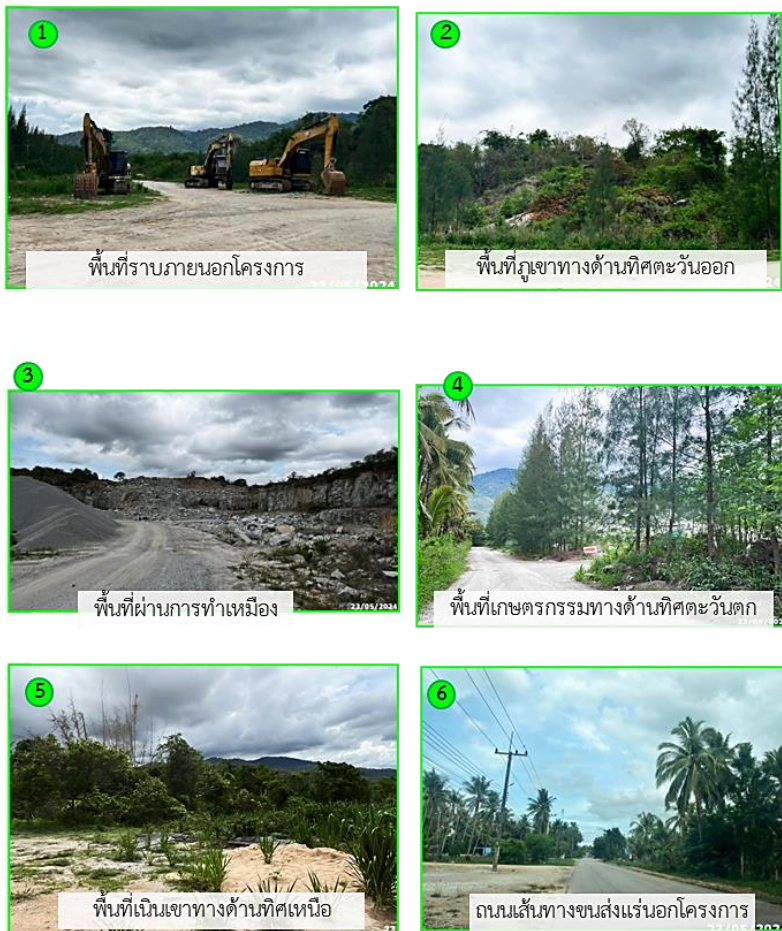 1
พื้นที่ราบภายนอกโครงการ
2
พื้นที่ภูเขาทางด้านทิศตะวันออก
3
พื้นที่ผ่านการทำเหมือง
23/05/2024
4
พื้นที่เกษตรกรรมทางด้านทิศตะวันตก
5
พื้นที่เนินเขาทางด้านทิศเหนือ
6
ถนนเส้นทางขนส่งแร่นอกโครงการ